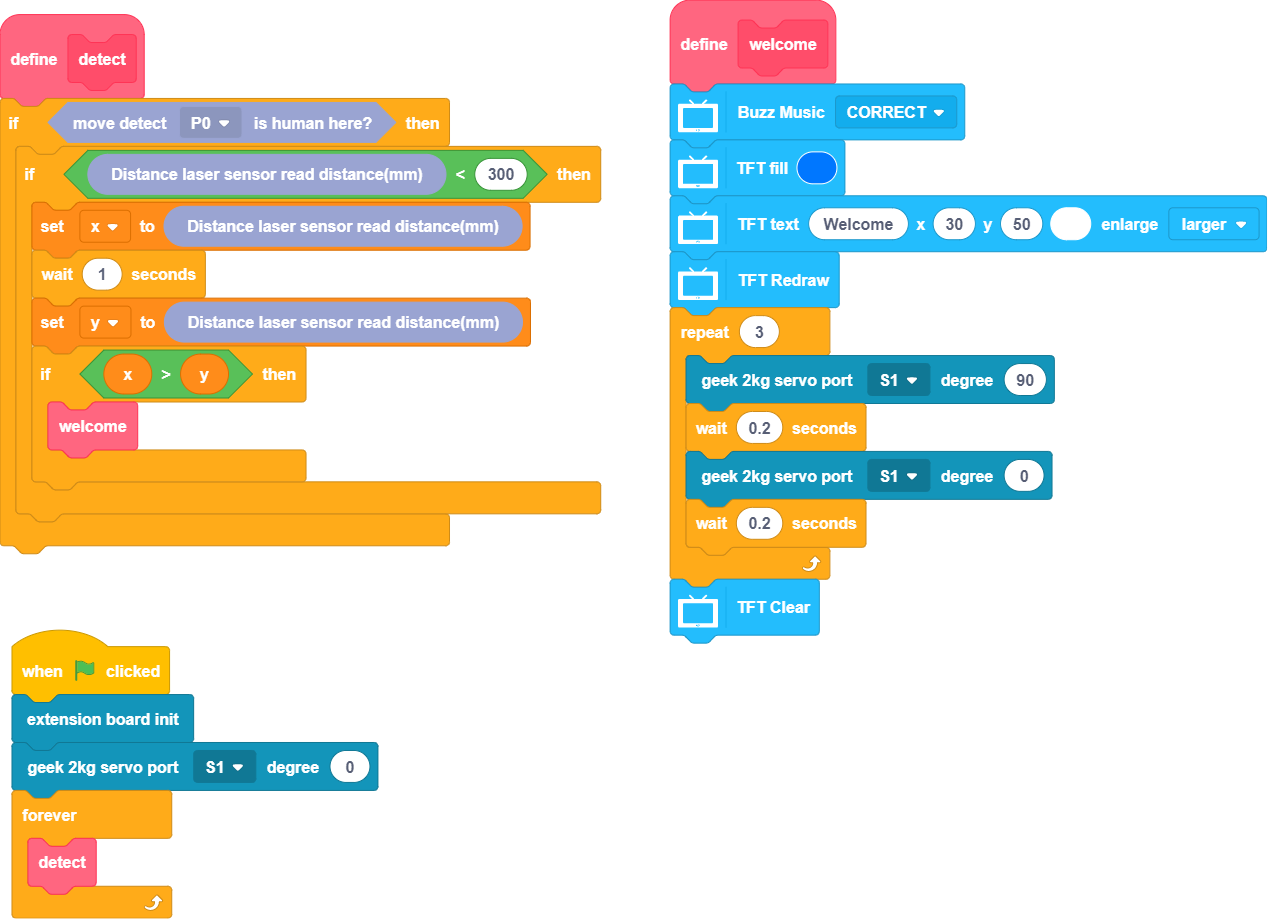 define detect
if move detect P0 is human here? then
if Distance laser sensor read distance(mm) < 300 then
set x to Distance laser sensor read distance(mm)
wait 1 seconds
set y to Distance laser sensor read distance(mm)
if x > y then
welcome
when clicked
extension board init
geek 2kg servo port S1 degree 0
forever
detect
define welcome
Buzz Music CORRECT
TFT fill
TFT text Welcome x 30 y 50 enlarge larger
TFT Redraw
repeat 3
geek 2kg servo port S1 degree 90
wait 0.2 seconds
geek 2kg servo port S1 degree 0
wait 0.2 seconds
TFT Clear